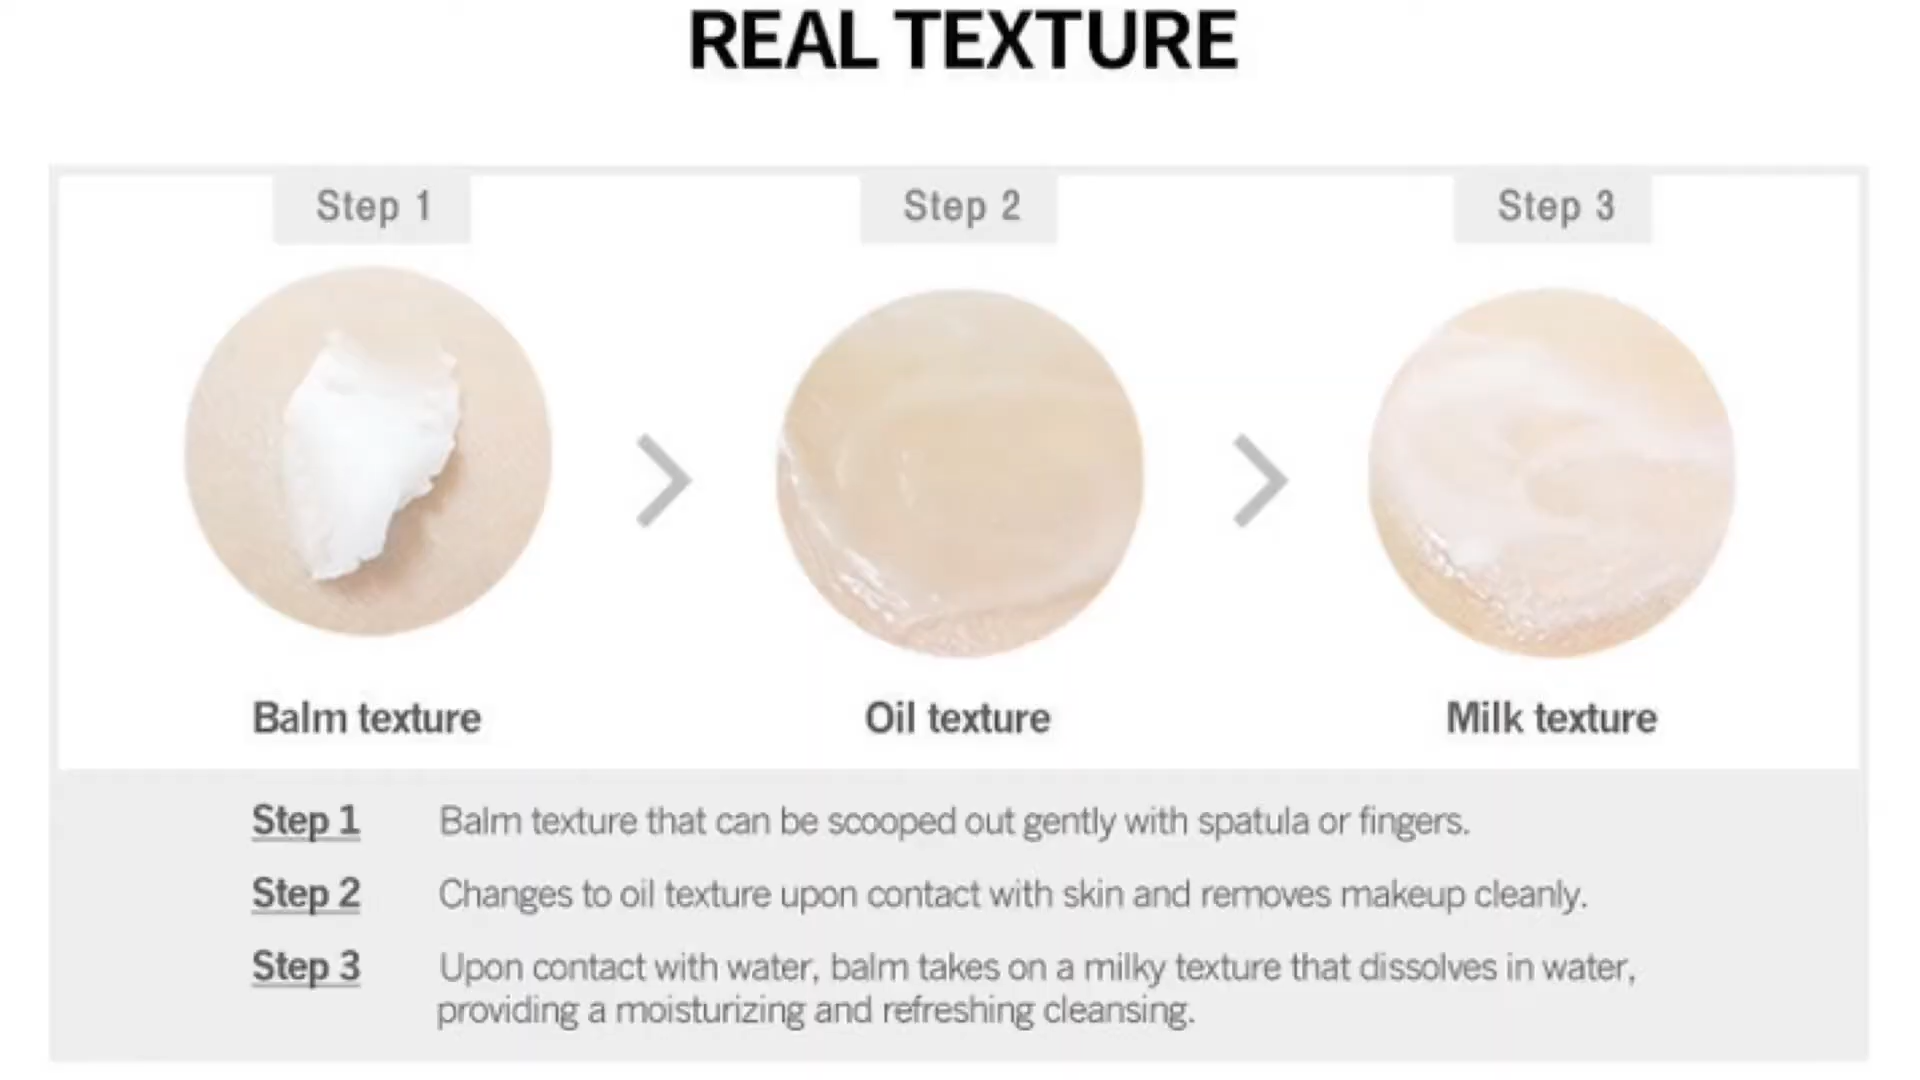 REAL TEXTURE
Step 1
Step 2
Step 3
Balm texture
Oil texture
Milk texture
Step 1 Balm texture that can be scooped out gently with spatula or fingers.
Step 2 Changes to oil texture upon contact with skin and removes makeup cleanly.
Step 3 Upon contact with water, balm takes on a milky texture that dissolves in water,
providing a moisturizing and refreshing cleansing.